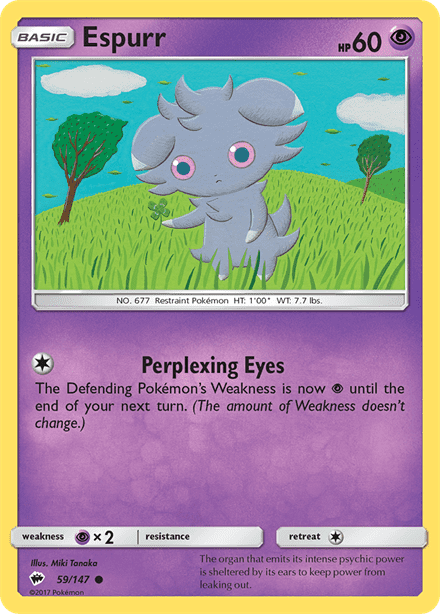 BASIC Espurr HP 60
NO. 677 Restraint Pokémon HT: 1'00" WT: 7.7 lbs.
Perplexing Eyes
The Defending Pokémon's Weakness is now until the
end of your next turn. (The amount of Weakness doesn't
change.)
weakness ×2 resistance retreat
Illus. Miki Tanaka
59/147
©2017 Pokémon
The organ that emits its intense psychic power
is sheltered by its ears to keep power from
leaking out.